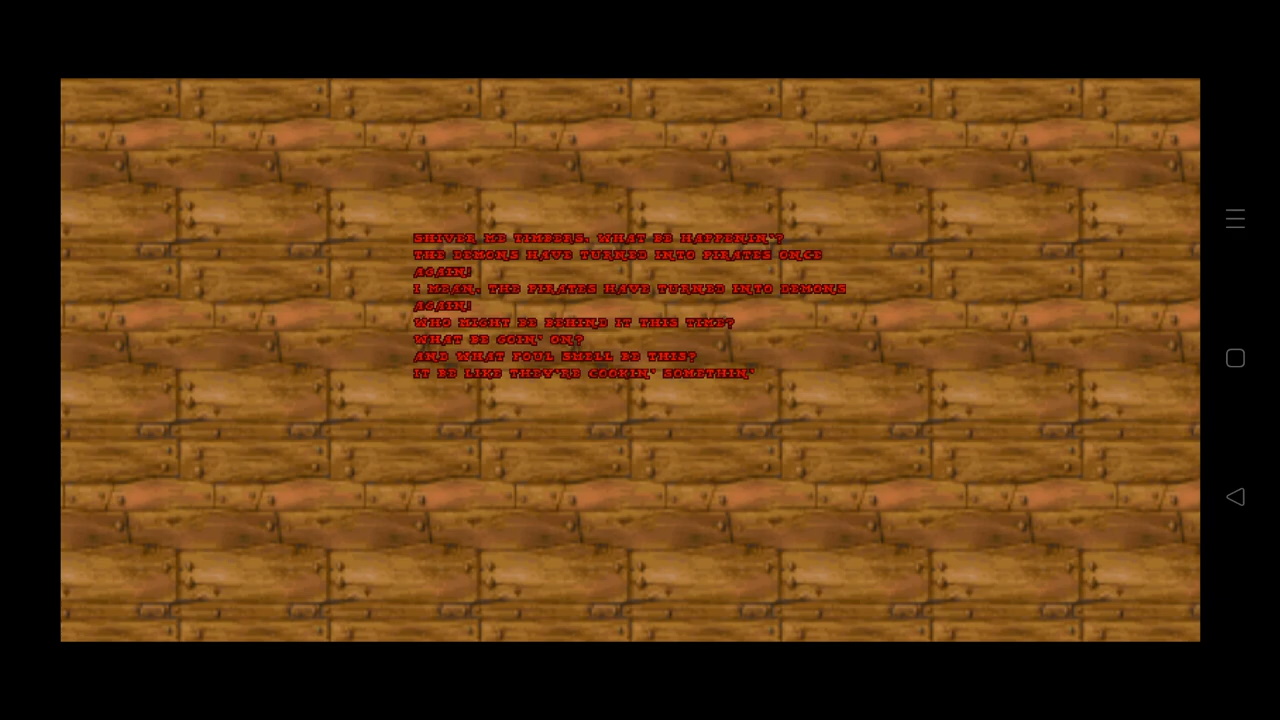 SHIVER ME TIMBERS. WHAT BE HAPPENIN'?
THE DEMONS HAVE TURNED INTO PIRATES ONCE
AGAIN!
I MEAN. THE PIRATES HAVE TURNED INTO DEMONS
AGAIN!
WHO MIGHT BE BEHIND IT THIS TIME?
WHAT BE GOIN' ON?
AND WHAT FOUL SMELL BE THIS?
IT BE LIKE THEY'RE COOKIN' SOMETHIN'